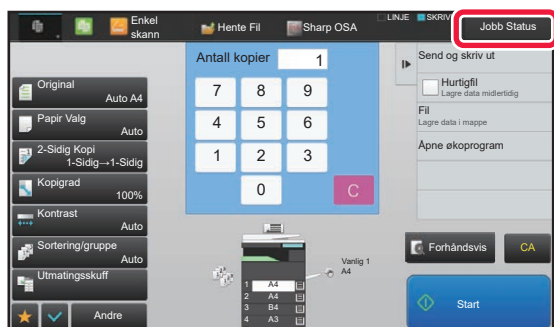 Enkel
skann
Hente Fil
Sharp OSA
LINJE
SKRIV
Jobb Status
Original
Auto A4
Papir Valg
Auto
2-Sidig Kopi
1-Sidig→1-Sidig
Kopigrad
100%
Kontrast
Auto
Sortering/gruppe
Auto
Utmatingsskuff
Andre
Antall kopier
1
7
8
9
4
5
6
1
2
3
0
C
Vanlig 1
A4
1 A4
2 A4
3 B4
4 A3
Send og skriv ut
Hurtigfil
Lagre data midlertidig
Fil
Lagre data i mappe
Åpne økoprogram
Forhåndsvis
CA
Start